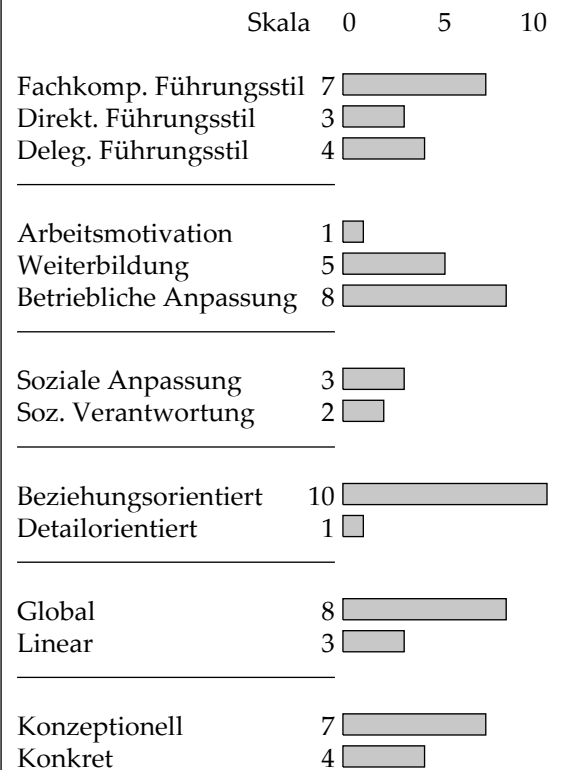 Skala 0 5 10
Fachkomp. Führungsstil 7
Direkt. Führungsstil 3
Deleg. Führungsstil 4
Arbeitsmotivation 1
Weiterbildung 5
Betriebliche Anpassung 8
Soziale Anpassung 3
Soz. Verantwortung 2
Beziehungsorientiert 10
Detailorientiert 1
Global 8
Linear 3
Konzeptionell 7
Konkret 4